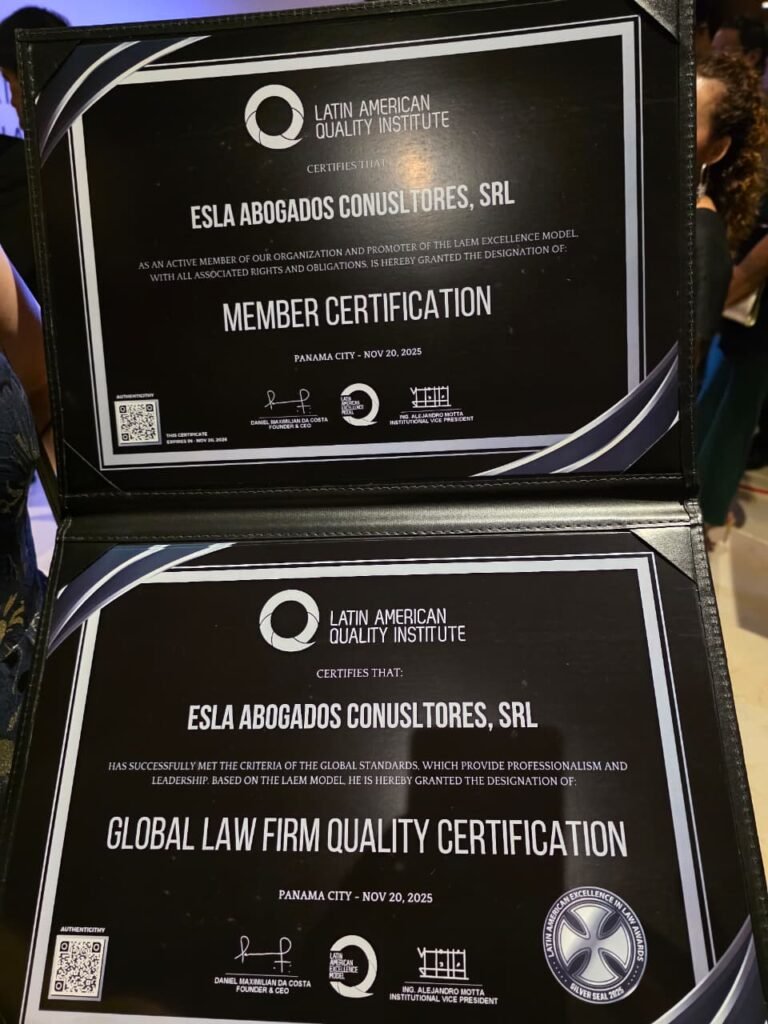 LATIN AMERICAN
QUALITY INSTITUTE
CERTIFIES THAT:
ESLA ABOGADOS CONUSLTORES, SRL
AS AN ACTIVE MEMBER OF OUR ORGANIZATION AND PROMOTER OF THE LAEM EXCELLENCE MODEL,
WITH ALL ASSOCIATED RIGHTS AND OBLIGATIONS, IS HEREBY GRANTED THE DESIGNATION OF:
MEMBER CERTIFICATION
PANAMA CITY - NOV 20, 2025
AUTHENTICITHY
THIS CERTIFICATE
EXPIRES IN - NOV 20, 2026
DANIEL MAXIMILIAN DA COSTA
FOUNDER & CEO
LATIN
AMERICAN
EXCELLENCE
MODEL
ING. ALEJANDRO MOTTA
INSTITUTIONAL VICE PRESIDENT
LATIN AMERICAN
QUALITY INSTITUTE
CERTIFIES THAT:
ESLA ABOGADOS CONUSLTORES, SRL
HAS SUCCESSFULLY MET THE CRITERIA OF THE GLOBAL STANDARDS, WHICH PROVIDE PROFESSIONALISM AND
LEADERSHIP. BASED ON THE LAEM MODEL, HE IS HEREBY GRANTED THE DESIGNATION OF:
GLOBAL LAW FIRM QUALITY CERTIFICATION
PANAMA CITY - NOV 20, 2025
AUTHENTICITHY
DANIEL MAXIMILIAN DA COSTA
FOUNDER & CEO
LATIN
AMERICAN
EXCELLENCE
MODEL
ING. ALEJANDRO MOTTA
INSTITUTIONAL VICE PRESIDENT
LATIN AMERICAN EXCELLENCE IN LAW AWARDS
SILVER SEAL 2025